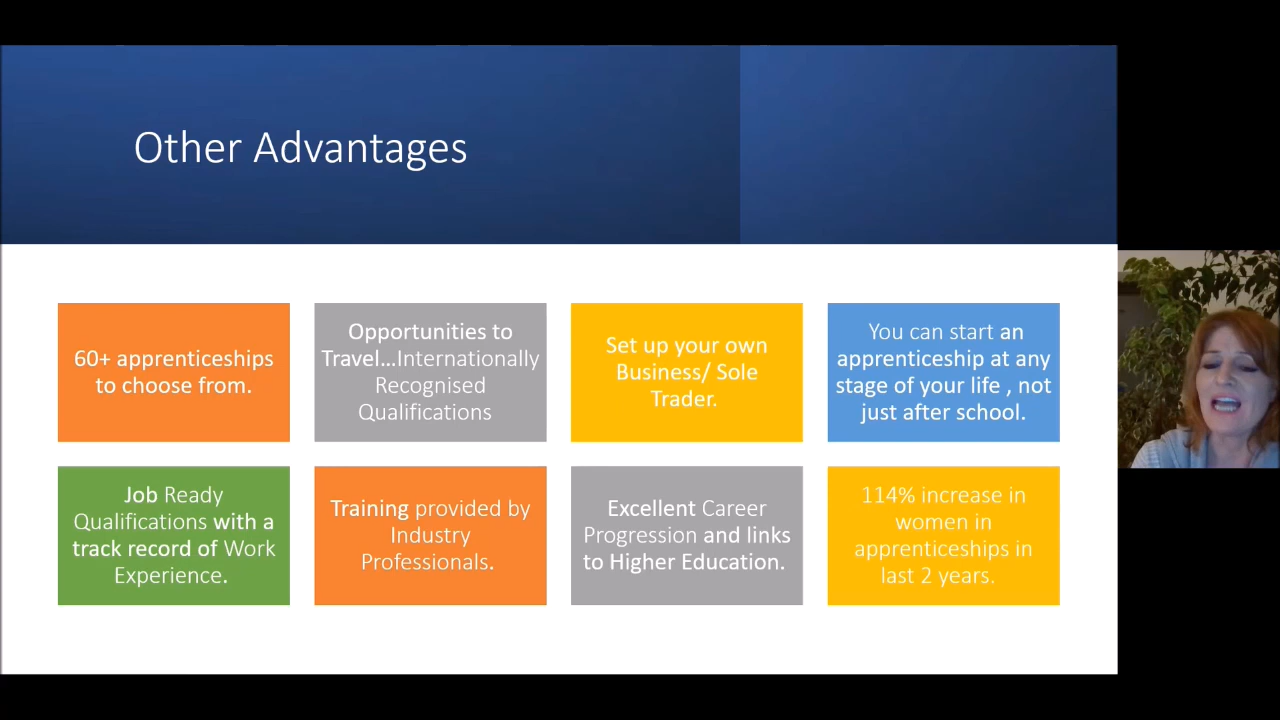 Other Advantages
60+ apprenticeships
to choose from.
Opportunities to
Travel...Internationally
Recognised
Qualifications
Set up your own
Business/ Sole
Trader.
You can start an
apprenticeship at any
stage of your life , not
just after school.
Job Ready
Qualifications with a
track record of Work
Experience.
Training provided by
Industry
Professionals.
Excellent Career
Progression and links
to Higher Education.
114% increase in
women in
apprenticeships in
last 2 years.